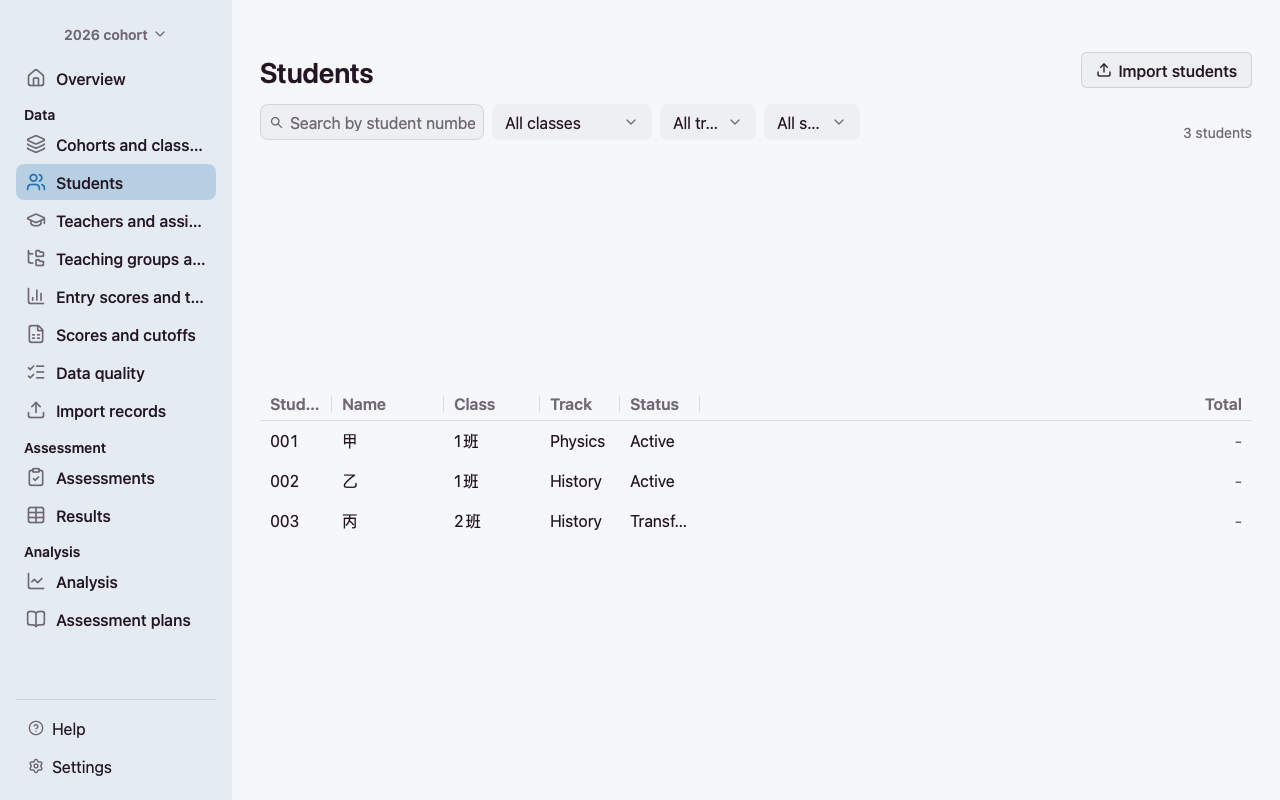 2026 cohort
Overview
Data
Cohorts and class...
Students
Teachers and assi...
Teaching groups a...
Entry scores and t...
Scores and cutoffs
Data quality
Import records
Assessment
Assessments
Results
Analysis
Analysis
Assessment plans
Help
Settings
Students
Import students
Search by student numbe
All classes
All tr...
All s...
3 students
Stud... Name Class Track Status Total
001 甲 1班 Physics Active -
002 乙 1班 History Active -
003 丙 2班 History Transf... -